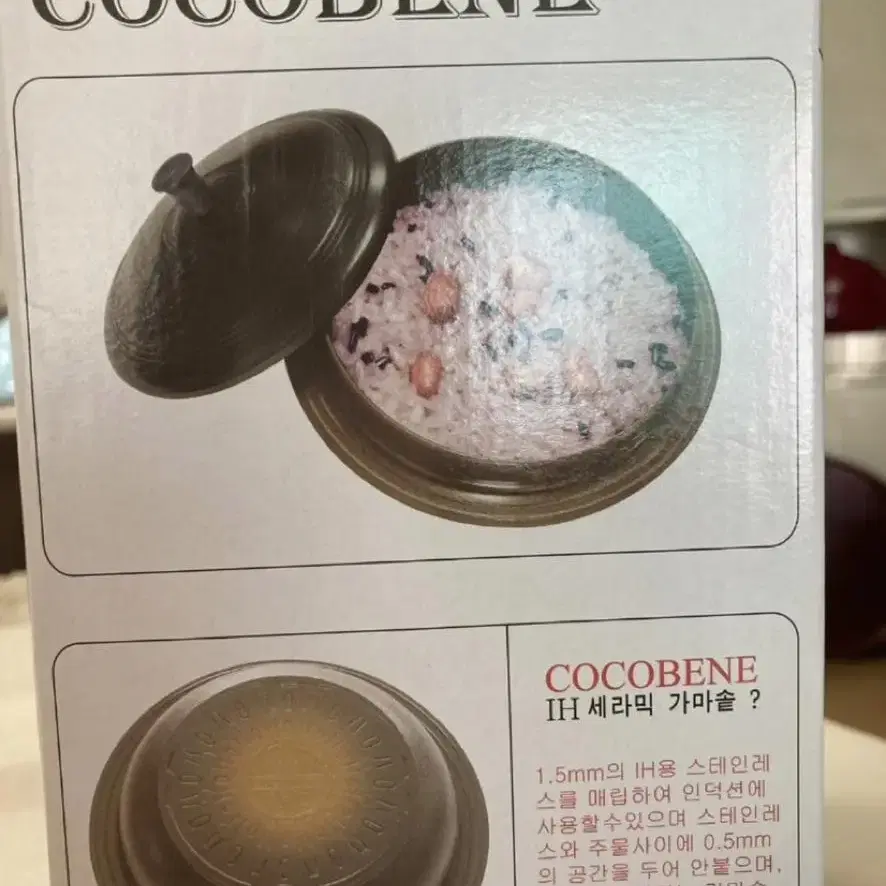 COCOBENE
COCOBENE
IH 세라믹 가마솥 ?
1.5mm의 IH용 스테인레
스를 매립하여 인덕션에
사용할수있으며 스테인레
스와 주물사이에 0.5mm
의 공간을 두어 안붙으며,